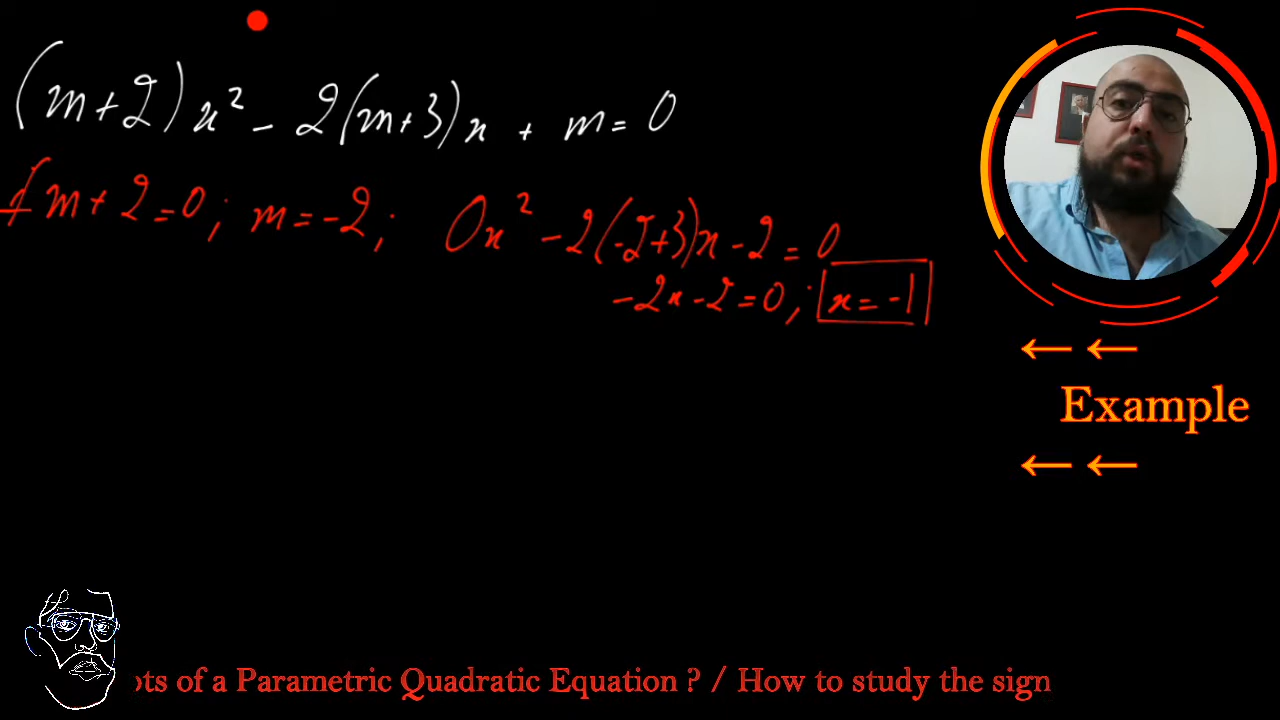 (m+2)x² - 2(m+3)x + m = 0
If m+2=0; m=-2; 0x² -2(-2+3)x -2 = 0
-2x -2 = 0; x = -1
← ←
Example
← ←
ots of a Parametric Quadratic Equation ? / How to study the sign